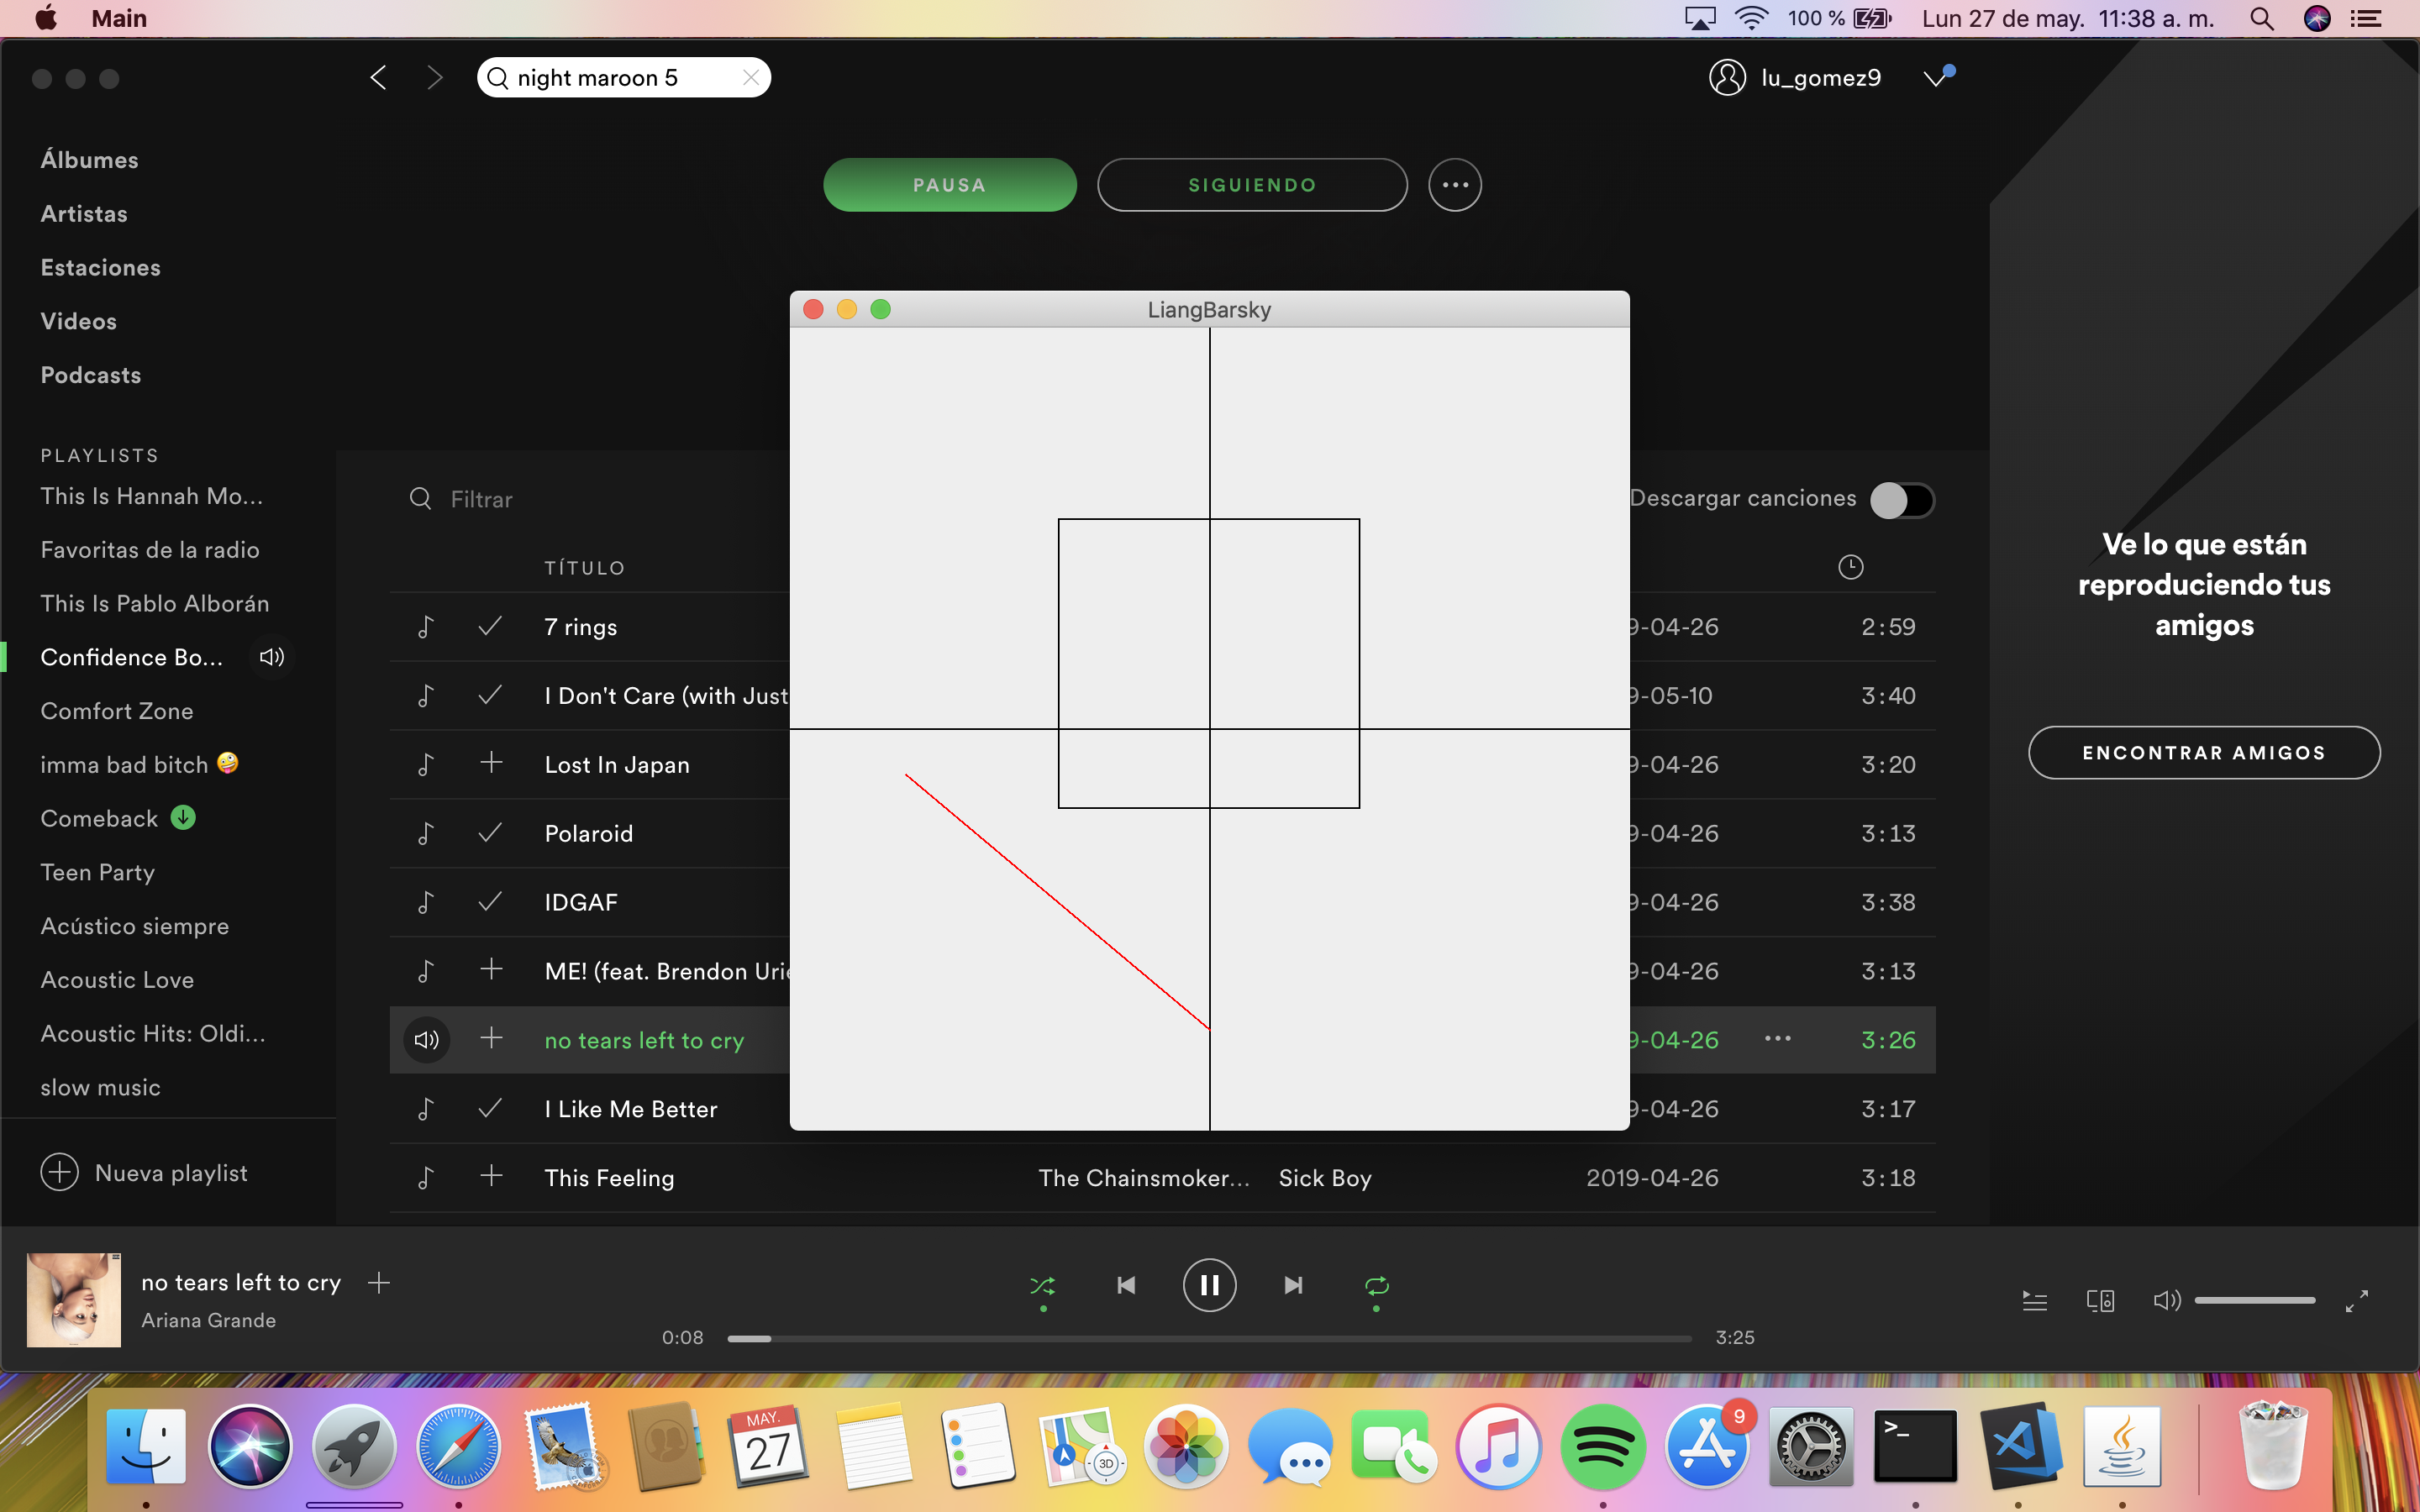 Main
100 %
Lun 27 de may. 11:38 a. m.
night maroon 5
lu_gomez9
Álbumes
Artistas
Estaciones
Videos
Podcasts
PLAYLISTS
This Is Hannah Mo...
Favoritas de la radio
This Is Pablo Alborán
Confidence Bo...
Comfort Zone
imma bad bitch 🤪
Comeback
Teen Party
Acústico siempre
Acoustic Love
Acoustic Hits: Oldi...
slow music
Nueva playlist
PAUSA
SIGUIENDO
LiangBarsky
Filtrar
Descargar canciones
TÍTULO
7 rings 9-04-26 2:59
I Don't Care (with Just 9-05-10 3:40
Lost In Japan 9-04-26 3:20
Polaroid 9-04-26 3:13
IDGAF 9-04-26 3:38
ME! (feat. Brendon Urie 9-04-26 3:13
no tears left to cry 9-04-26 3:26
I Like Me Better 9-04-26 3:17
This Feeling The Chainsmoker... Sick Boy 2019-04-26 3:18
Ve lo que están
reproduciendo tus
amigos
ENCONTRAR AMIGOS
no tears left to cry
Ariana Grande
0:08
3:25
MAY.
27
3D
9
>_